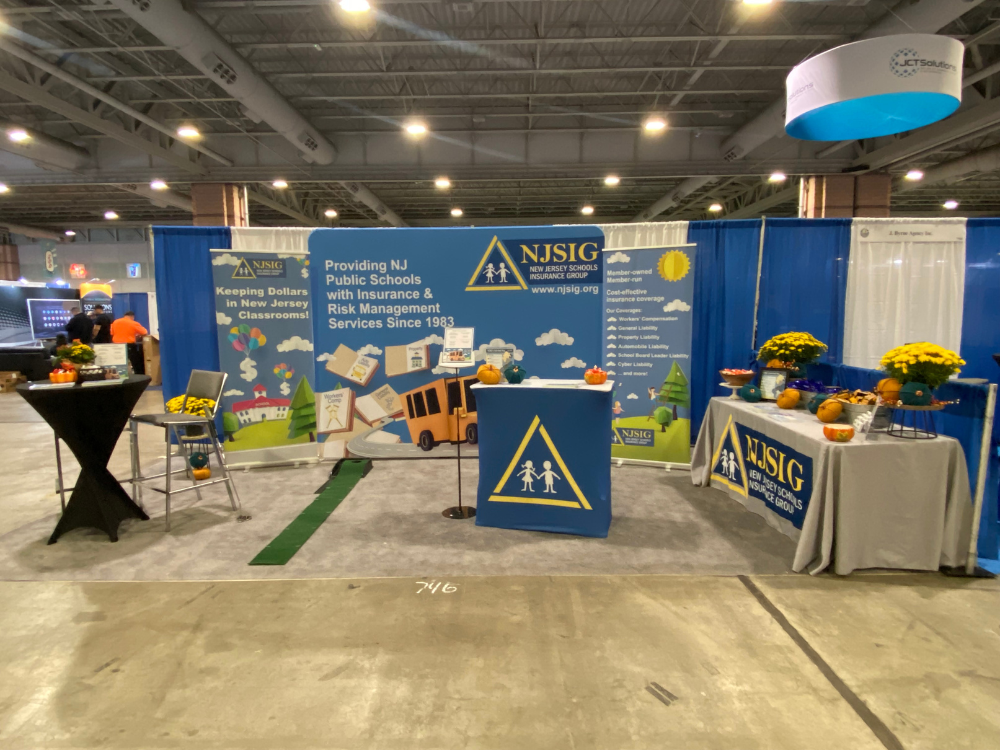 JCTSolutions
olutions
J. Byrne Agency Inc.
SOLUTIONS
NJSIG
NEW JERSEY SCHOOLS
INSURANCE GROUP
Keeping Dollars
in New Jersey
Classrooms!
SCHOOL
Providing NJ
Public Schools
with Insurance &
Risk Management
Services Since 1983
NJSIG
NEW JERSEY SCHOOLS
INSURANCE GROUP
www.njsig.org
Property
Workers'
Comp
General
Liability
Member-owned
Member-run
Cost-effective
insurance coverage
Our Coverages:
Workers' Compensation
General Liability
Property Liability
Automobile Liability
School Board Leader Liability
Cyber Liability
... and more!
NJSIG
NEW JERSEY SCHOOLS
INSURANCE GROUP
NJSIG
NEW JERSEY SCHOOLS
INSURANCE GROUP
746